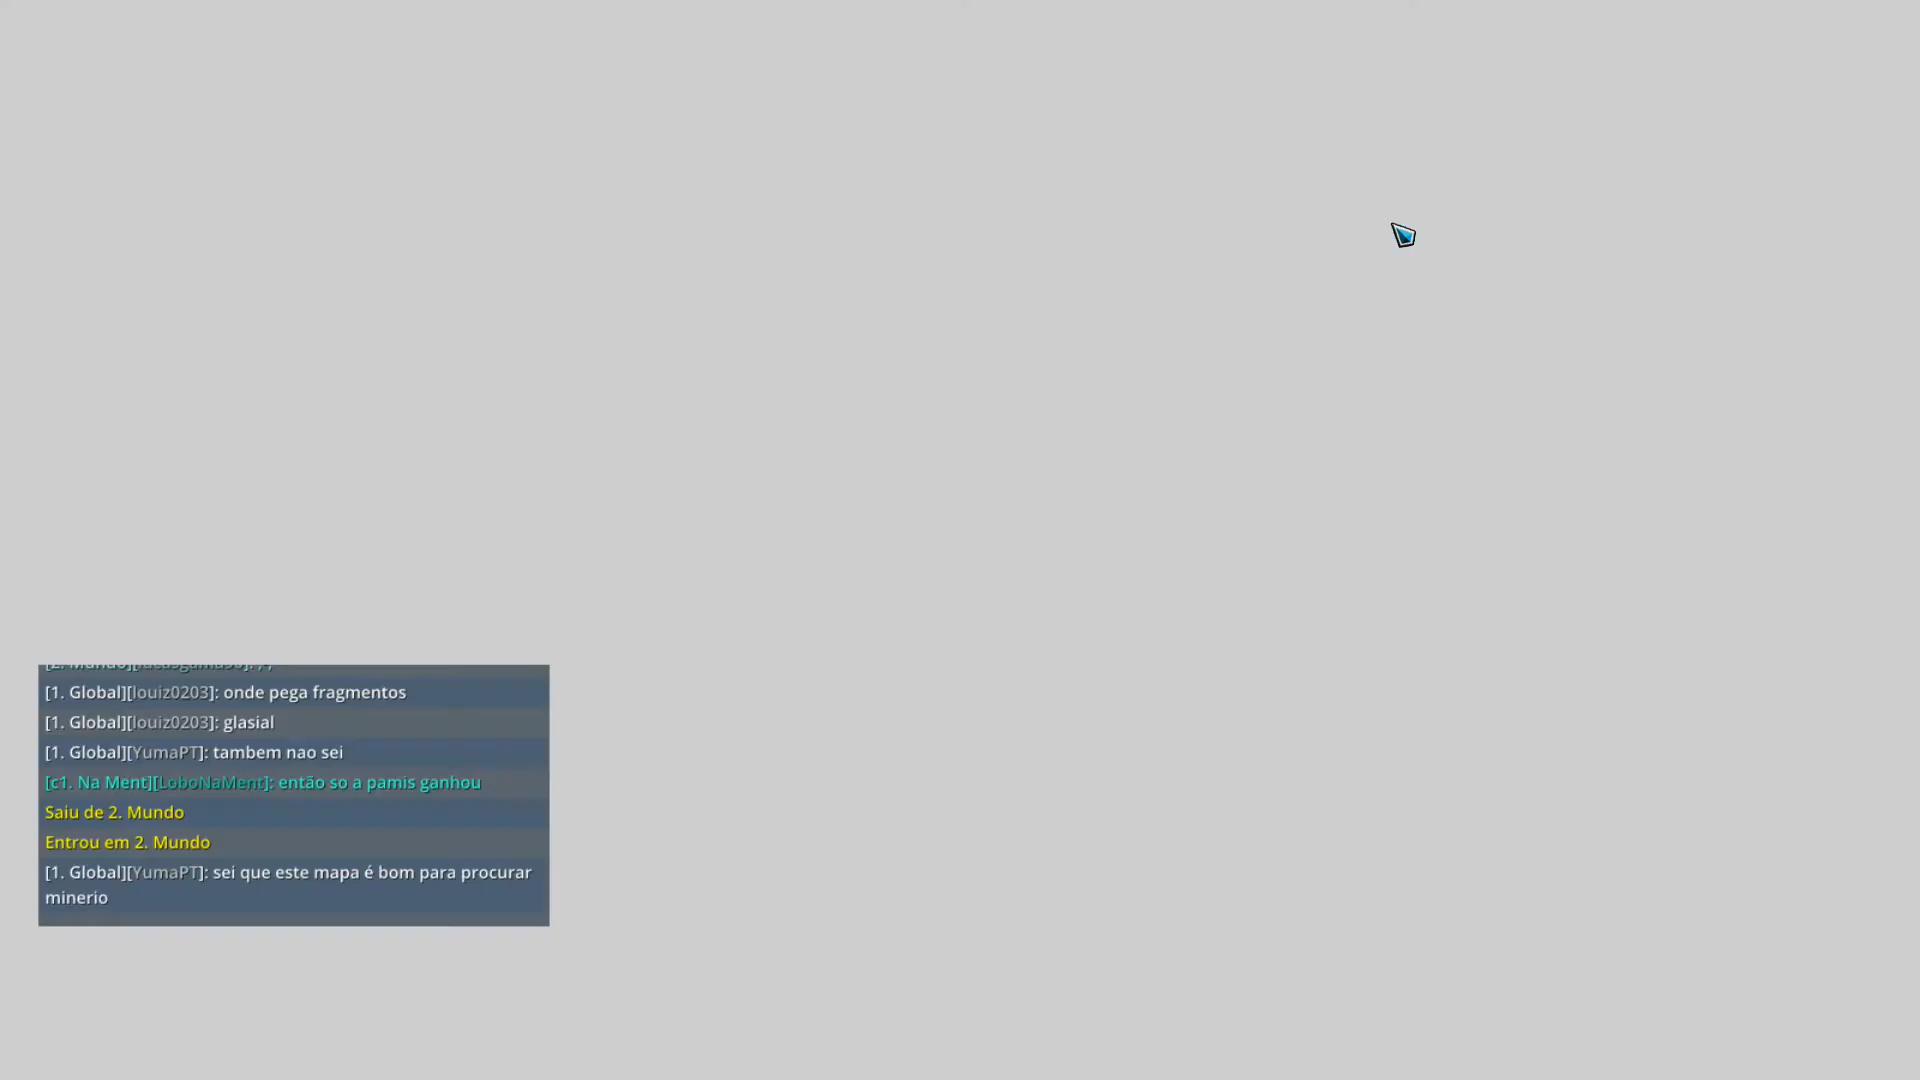 [1. Global][louiz0203]: onde pega fragmentos
[1. Global][louiz0203]: glasial
[1. Global][YumaPT]: tambem nao sei
[c1. Na Ment][LoboNaMent]: então so a pamis ganhou
Saiu de 2. Mundo
Entrou em 2. Mundo
[1. Global][YumaPT]: sei que este mapa é bom para procurar
minerio